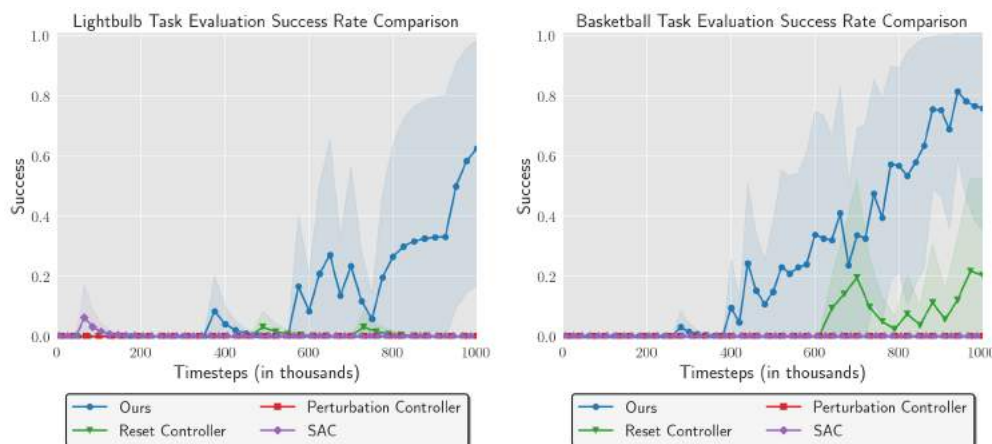 Lightbulb Task Evaluation Success Rate Comparison
1.0
0.8
0.6
0.4
0.2
0.0
Success
0
200
400
600
800
1000
Timesteps (in thousands)
Ours
Perturbation Controller
Reset Controller
SAC
Basketball Task Evaluation Success Rate Comparison
1.0
0.8
0.6
0.4
0.2
0.0
Success
0
200
400
600
800
1000
Timesteps (in thousands)
Ours
Perturbation Controller
Reset Controller
SAC